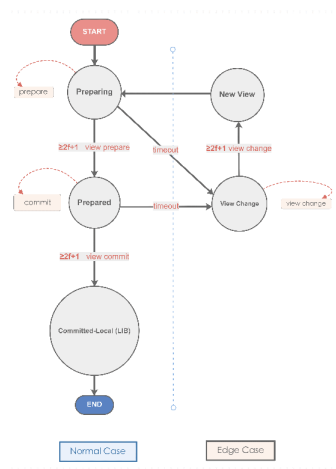 START
prepare
Preparing
New View
≥2f+1 view prepare
timeout
≥2f+1 view change
commit
Prepared
timeout
View Change
view change
≥2f+1 view commit
Committed-Local (LIB)
END
Normal Case
Edge Case